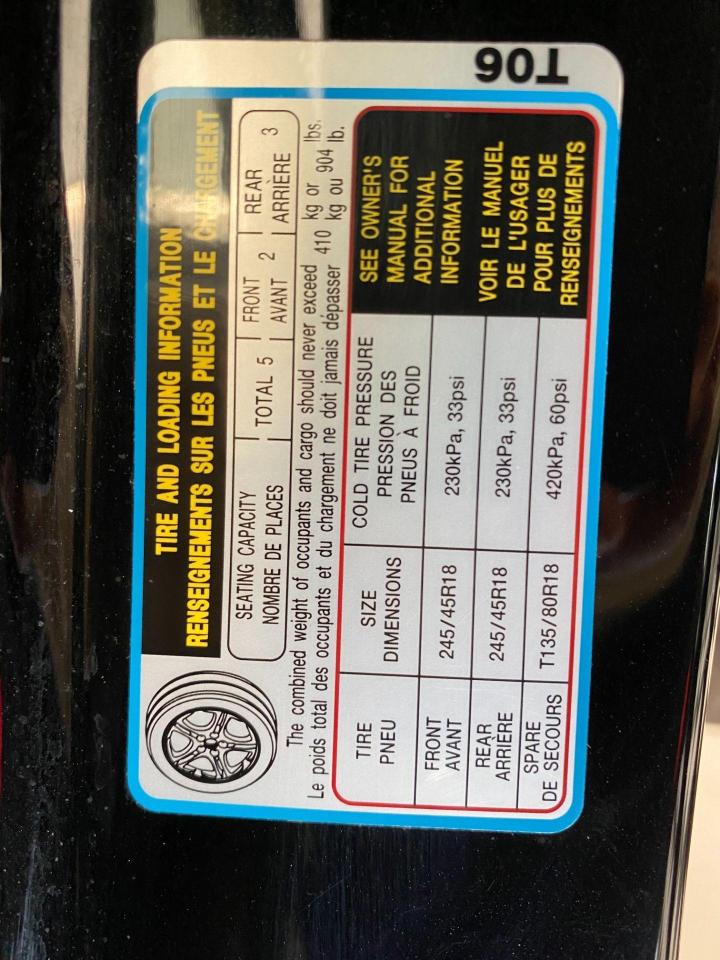 T06
TIRE AND LOADING INFORMATION
RENSEIGNEMENTS SUR LES PNEUS ET LE CHARGEMENT
SEATING CAPACITY
NOMBRE DE PLACES
TOTAL 5
FRONT
AVANT 2
REAR
ARRIÈRE 3
The combined weight of occupants and cargo should never exceed 410 kg or 904 lbs.
Le poids total des occupants et du chargement ne doit jamais dépasser 410 kg ou 904 lb.
TIRE
PNEU
SIZE
DIMENSIONS
COLD TIRE PRESSURE
PRESSION DES
PNEUS À FROID
FRONT
AVANT
245/45R18
230kPa, 33psi
REAR
ARRIÈRE
245/45R18
230kPa, 33psi
SPARE
DE SECOURS
T135/80R18
420kPa, 60psi
SEE OWNER'S
MANUAL FOR
ADDITIONAL
INFORMATION
VOIR LE MANUEL
DE L'USAGER
POUR PLUS DE
RENSEIGNEMENTS